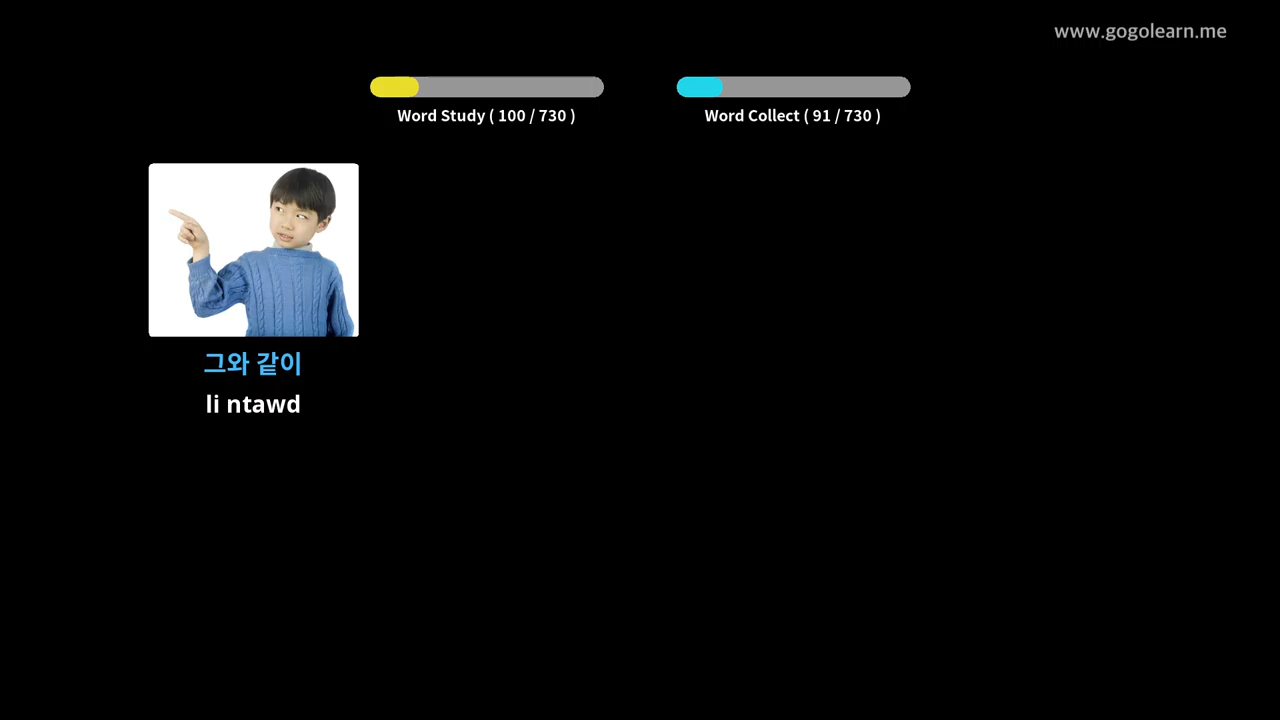 www.gogolearn.me
Word Study ( 100 / 730 )
Word Collect ( 91 / 730 )
그와 같이
li ntawd